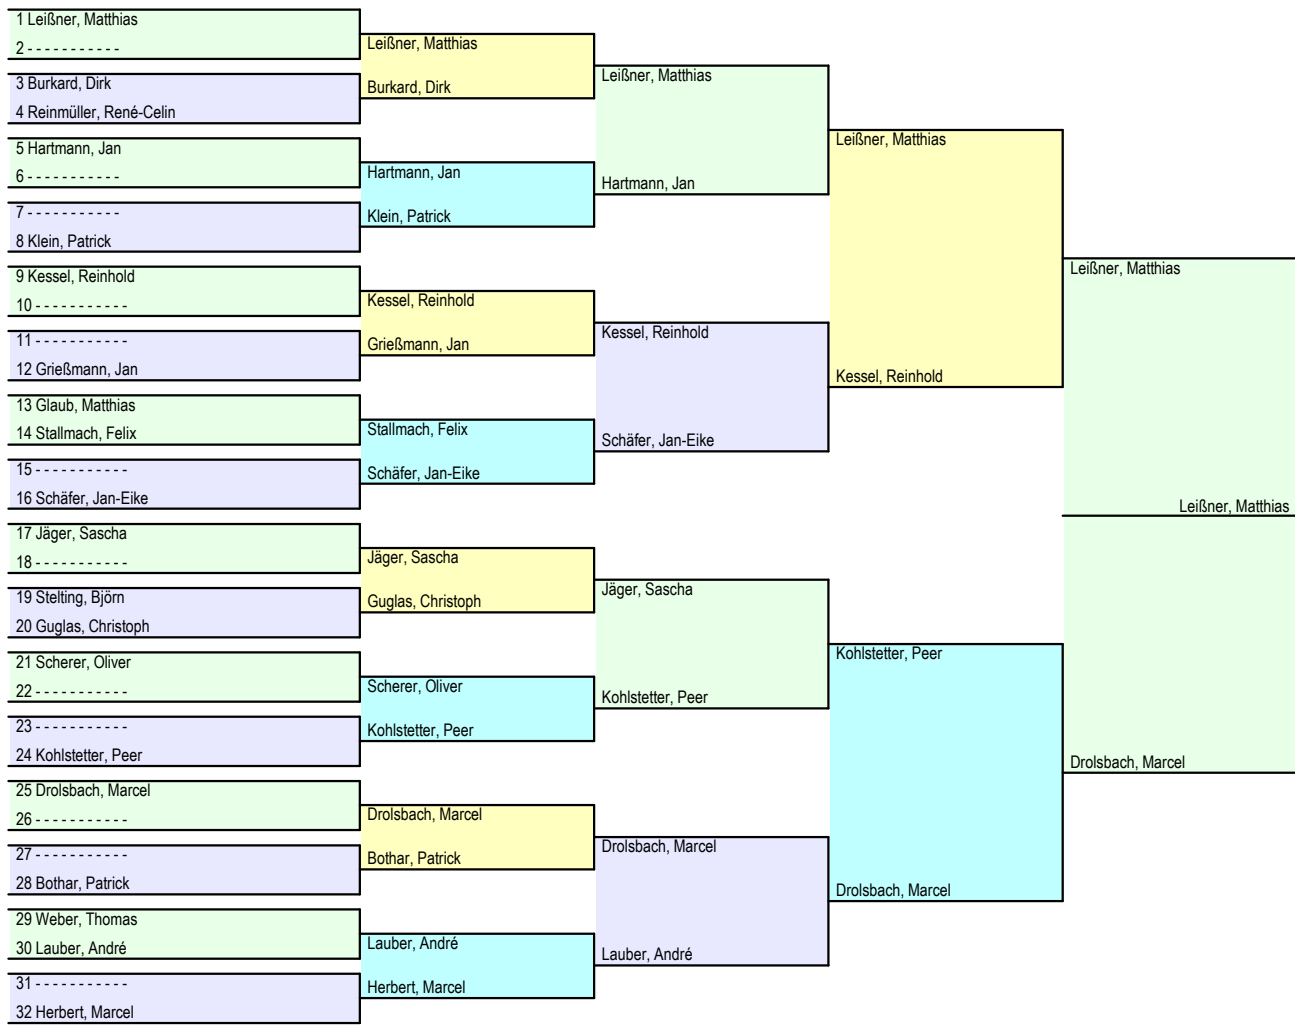 1 Leißner, Matthias
2 - - - - - - - - - - -
3 Burkard, Dirk
4 Reinmüller, René-Celin
5 Hartmann, Jan
6 - - - - - - - - - - -
7 - - - - - - - - - - -
8 Klein, Patrick
9 Kessel, Reinhold
10 - - - - - - - - - - -
11 - - - - - - - - - - -
12 Grießmann, Jan
13 Glaub, Matthias
14 Stallmach, Felix
15 - - - - - - - - - - -
16 Schäfer, Jan-Eike
17 Jäger, Sascha
18 - - - - - - - - - - -
19 Stelting, Björn
20 Guglas, Christoph
21 Scherer, Oliver
22 - - - - - - - - - - -
23 - - - - - - - - - - -
24 Kohlstetter, Peer
25 Drolsbach, Marcel
26 - - - - - - - - - - -
27 - - - - - - - - - - -
28 Bothar, Patrick
29 Weber, Thomas
30 Lauber, André
31 - - - - - - - - - - -
32 Herbert, Marcel
Leißner, Matthias
Burkard, Dirk
Hartmann, Jan
Klein, Patrick
Kessel, Reinhold
Grießmann, Jan
Stallmach, Felix
Schäfer, Jan-Eike
Jäger, Sascha
Guglas, Christoph
Scherer, Oliver
Kohlstetter, Peer
Drolsbach, Marcel
Bothar, Patrick
Lauber, André
Herbert, Marcel
Leißner, Matthias
Hartmann, Jan
Kessel, Reinhold
Schäfer, Jan-Eike
Jäger, Sascha
Kohlstetter, Peer
Drolsbach, Marcel
Lauber, André
Leißner, Matthias
Kessel, Reinhold
Kohlstetter, Peer
Drolsbach, Marcel
Leißner, Matthias
Drolsbach, Marcel
Leißner, Matthias